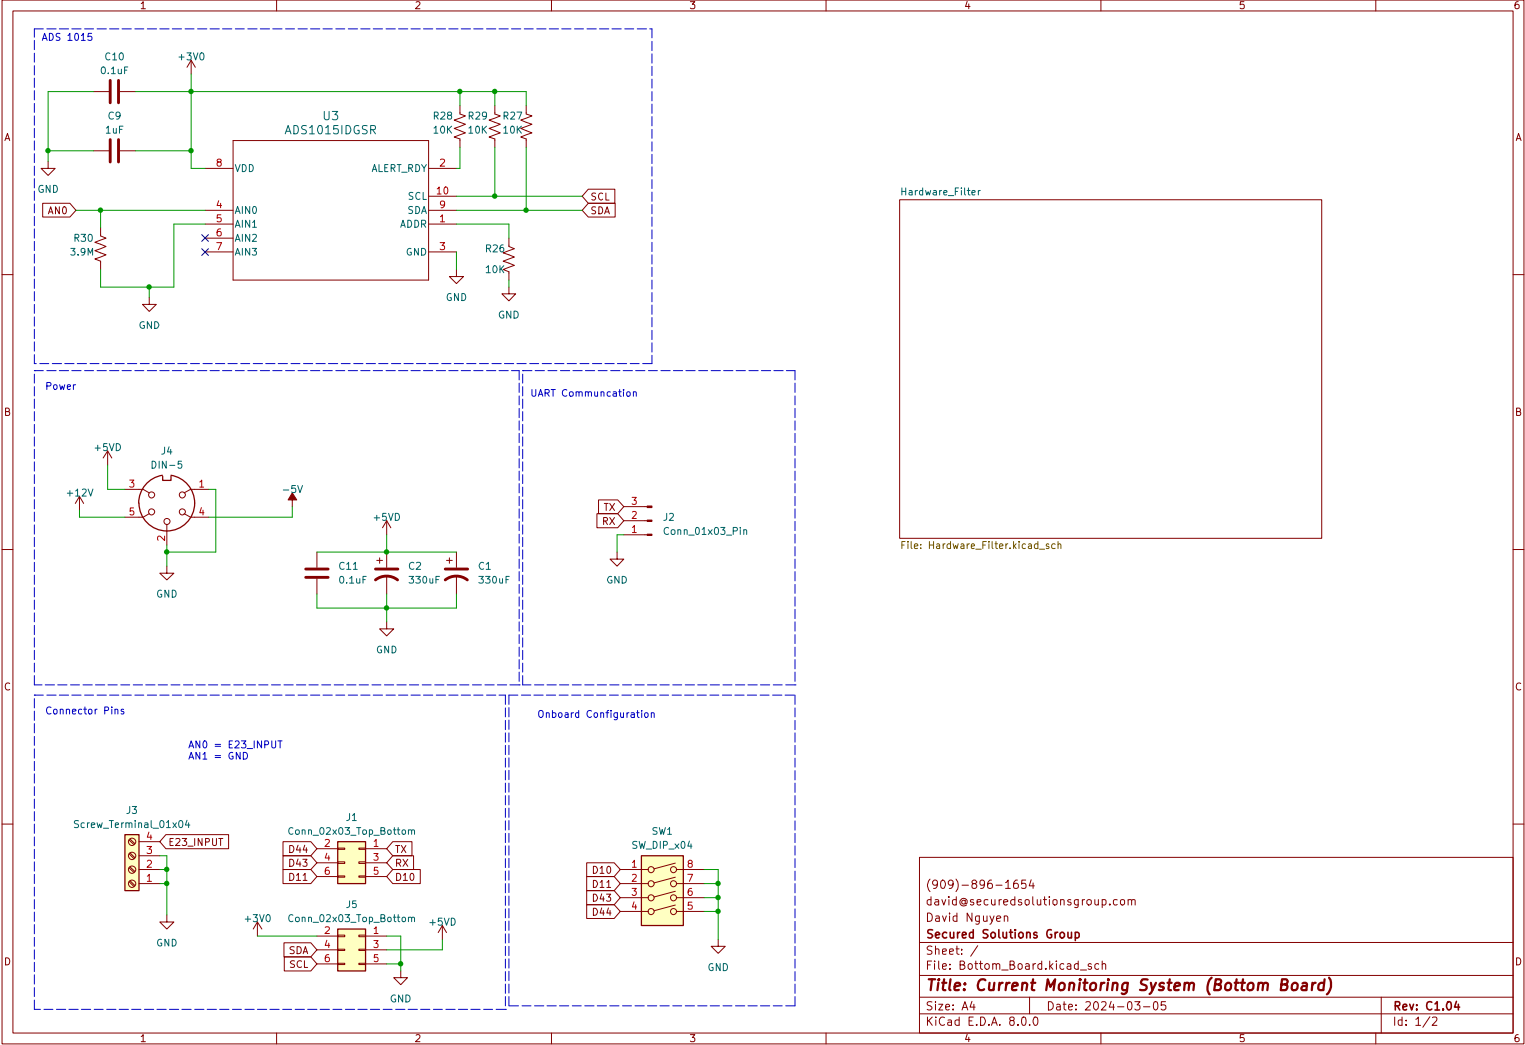 1 2 3 4 5 6
A A
B B
C C
D D
ADS 1015
C10
0.1uF
+3V0
C9
1uF
GND
U3
ADS1015IDGSR
R28 R29 R27
10K 10K 10K
8 VDD
ALERT_RDY 2
SCL 10
SDA 9
ADDR 1
GND 3
4 AIN0
5 AIN1
6 AIN2
7 AIN3
SCL
SDA
AN0
R30
3.9M
GND
R26
10K
GND
GND
Hardware_Filter
File: Hardware_Filter.kicad_sch
Power
+5VD
J4
DIN-5
+12V
3 1
5 4
2
-5V
GND
+5VD
C11
0.1uF
C2
330uF
C1
330uF
+ +
GND
UART Communcation
TX 3
RX 2
1
J2
Conn_01x03_Pin
GND
Connector Pins
AN0 = E23_INPUT
AN1 = GND
J3
Screw_Terminal_01x04
4 E23_INPUT
3
2
1
GND
J1
Conn_02x03_Top_Bottom
D44 2 1 TX
D43 4 3 RX
D11 6 5 D10
J5
Conn_02x03_Top_Bottom
+3V0
+5VD
2 1
SDA 4 3
SCL 6 5
GND
Onboard Configuration
SW1
SW_DIP_x04
D10 1 8
D11 2 7
D43 3 6
D44 4 5
GND
(909)-896-1654
david@securedsolutionsgroup.com
David Nguyen
Secured Solutions Group
Sheet: /
File: Bottom_Board.kicad_sch
Title: Current Monitoring System (Bottom Board)
Size: A4 Date: 2024-03-05 Rev: C1.04
KiCad E.D.A. 8.0.0 Id: 1/2
1 2 3 4 5 6